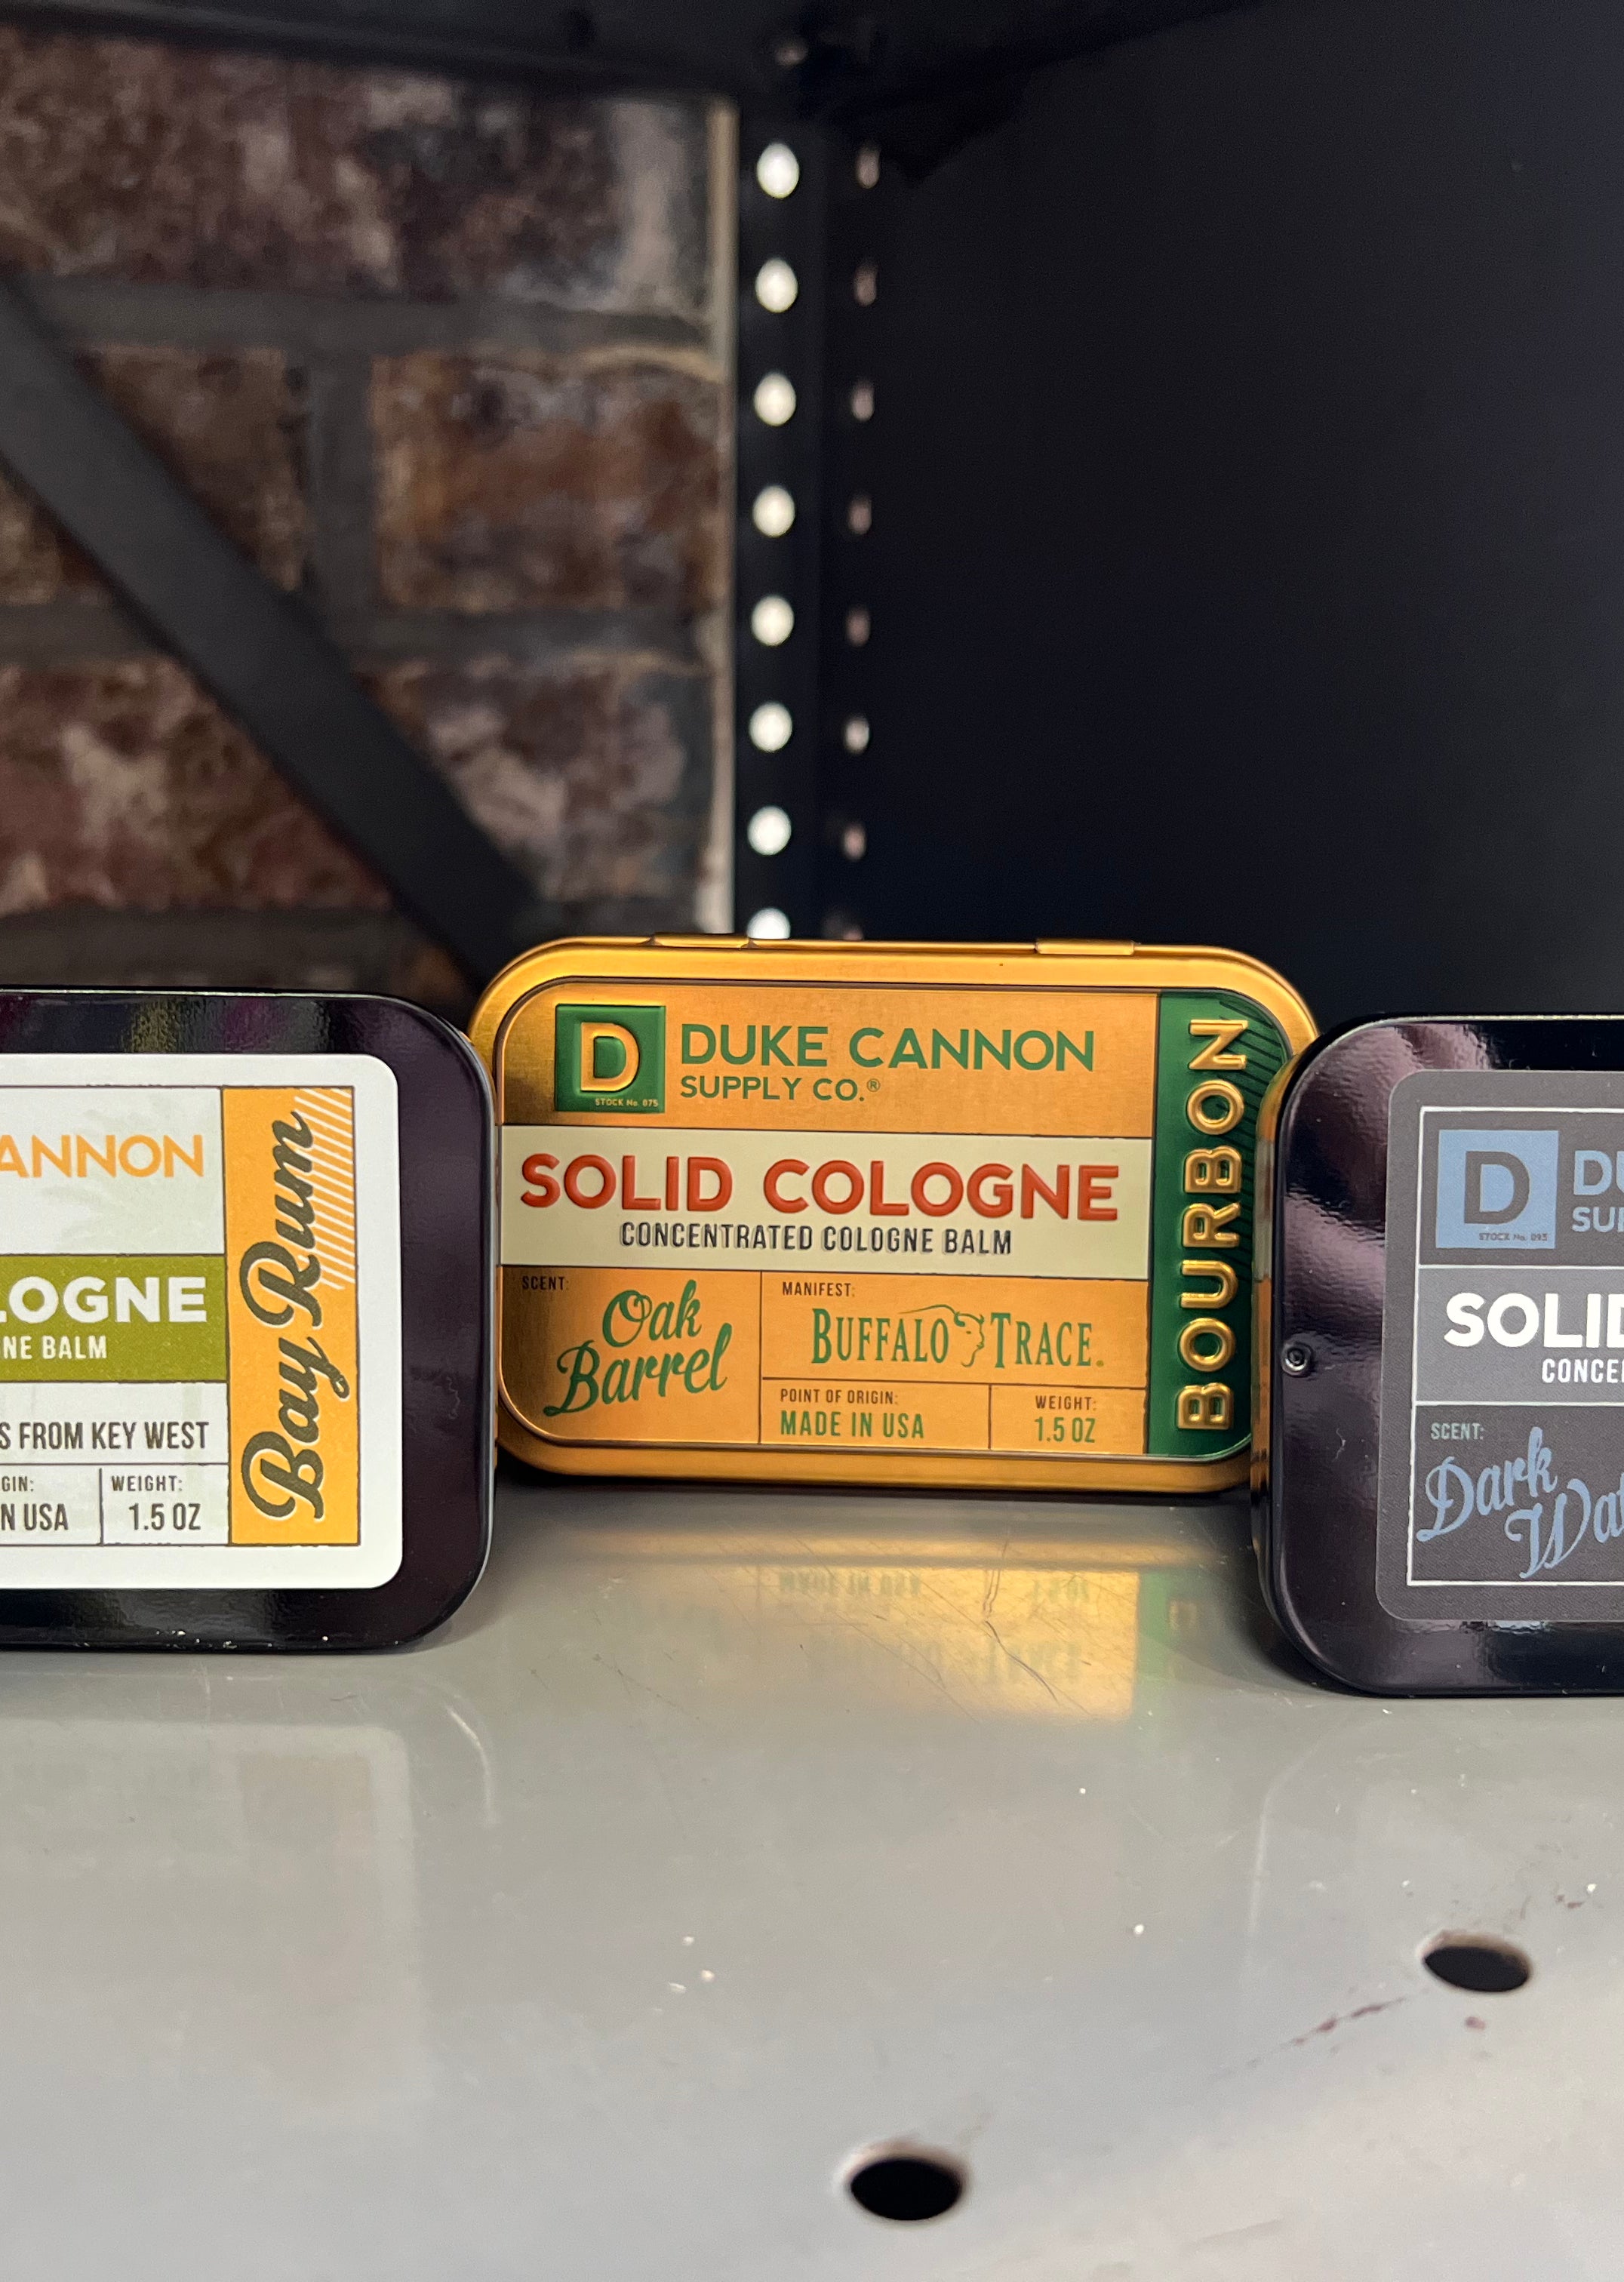 ANNON
LOGNE
NE BALM
S FROM KEY WEST
GIN:
N USA
WEIGHT:
1.5 OZ
Bay Rum
D
STOCK No. 075
DUKE CANNON
SUPPLY CO.®
SOLID COLOGNE
CONCENTRATED COLOGNE BALM
SCENT:
Oak
Barrel
MANIFEST:
BUFFALO TRACE.
POINT OF ORIGIN:
MADE IN USA
WEIGHT:
1.5 OZ
BOURBON
D
STOCK No. 093
DU
SUP
SOLID
CONCE
SCENT:
Dark
Wat